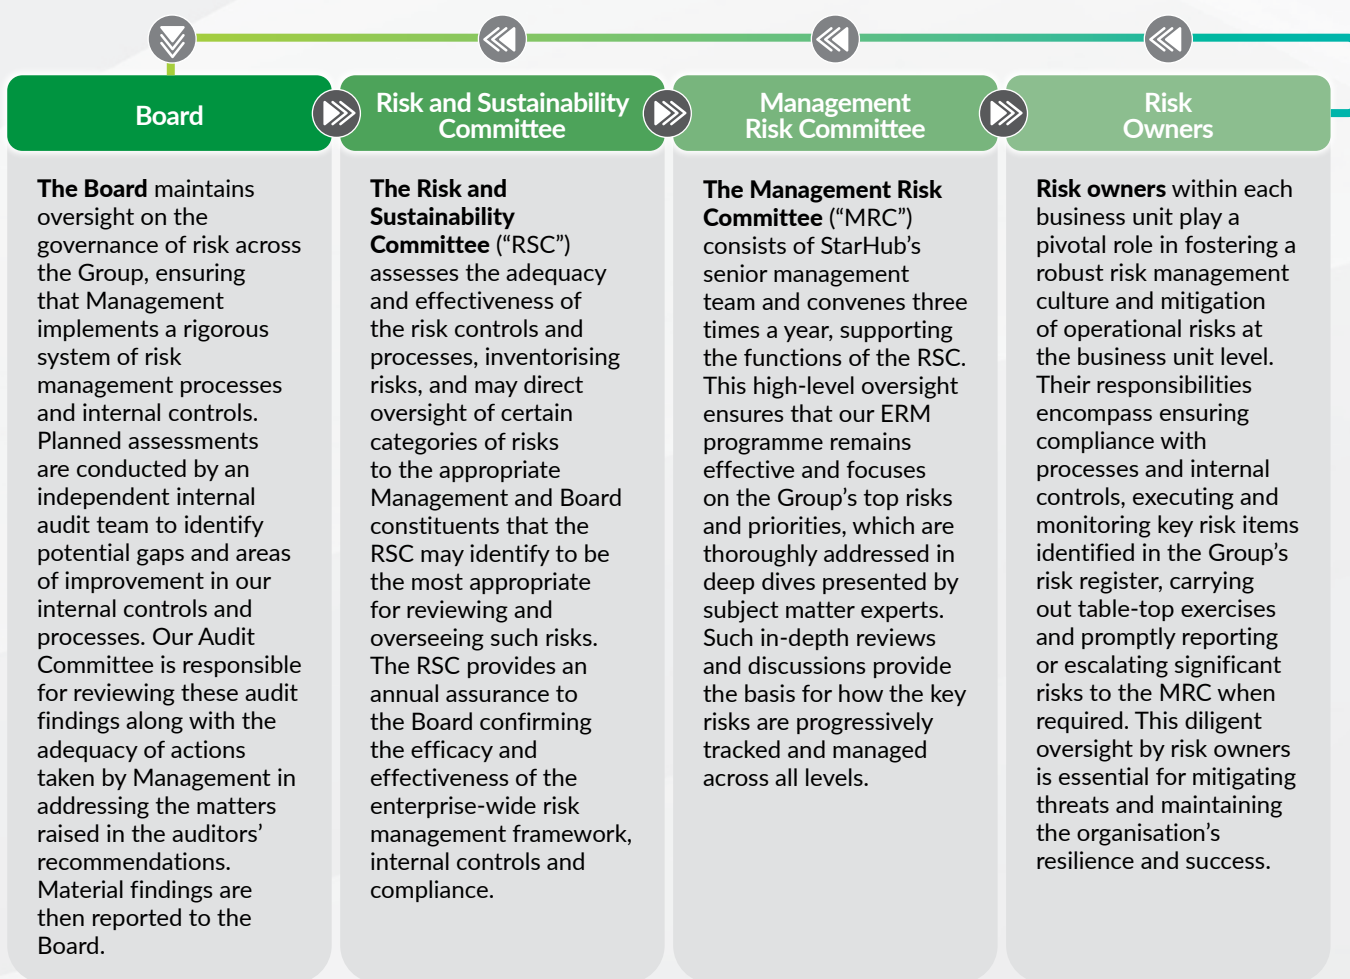 Board
The Board maintains
oversight on the
governance of risk across
the Group, ensuring
that Management
implements a rigorous
system of risk
management processes
and internal controls.
Planned assessments
are conducted by an
independent internal
audit team to identify
potential gaps and areas
of improvement in our
internal controls and
processes. Our Audit
Committee is responsible
for reviewing these audit
findings along with the
adequacy of actions
taken by Management in
addressing the matters
raised in the auditors’
recommendations.
Material findings are
then reported to the
Board.
Risk and Sustainability
Committee
The Risk and
Sustainability
Committee (“RSC”)
assesses the adequacy
and effectiveness of
the risk controls and
processes, inventorising
risks, and may direct
oversight of certain
categories of risks
to the appropriate
Management and Board
constituents that the
RSC may identify to be
the most appropriate
for reviewing and
overseeing such risks.
The RSC provides an
annual assurance to
the Board confirming
the efficacy and
effectiveness of the
enterprise-wide risk
management framework,
internal controls and
compliance.
Management
Risk Committee
The Management Risk
Committee (“MRC”)
consists of StarHub’s
senior management
team and convenes three
times a year, supporting
the functions of the RSC.
This high-level oversight
ensures that our ERM
programme remains
effective and focuses
on the Group’s top risks
and priorities, which are
thoroughly addressed in
deep dives presented by
subject matter experts.
Such in-depth reviews
and discussions provide
the basis for how the key
risks are progressively
tracked and managed
across all levels.
Risk
Owners
Risk owners within each
business unit play a
pivotal role in fostering a
robust risk management
culture and mitigation
of operational risks at
the business unit level.
Their responsibilities
encompass ensuring
compliance with
processes and internal
controls, executing and
monitoring key risk items
identified in the Group’s
risk register, carrying
out table-top exercises
and promptly reporting
or escalating significant
risks to the MRC when
required. This diligent
oversight by risk owners
is essential for mitigating
threats and maintaining
the organisation’s
resilience and success.